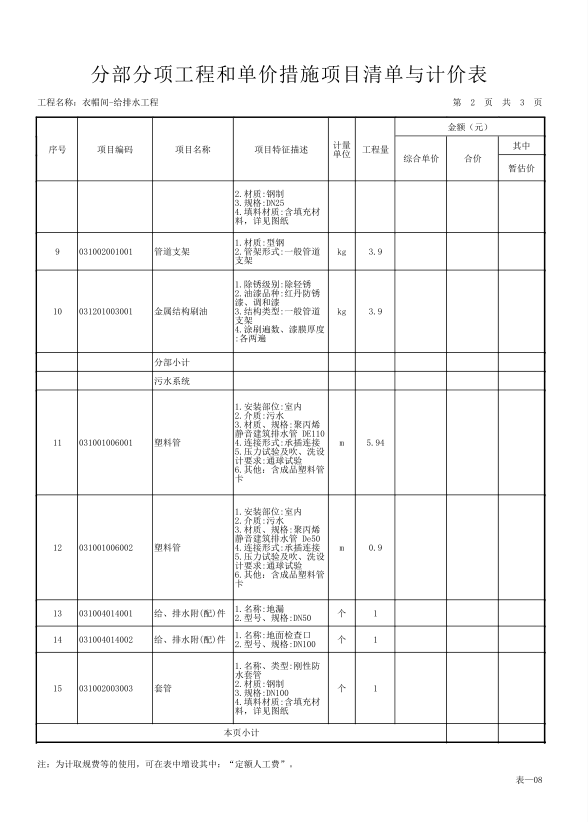 分部分项工程和单价措施项目清单与计价表
工程名称：衣帽间-给排水工程 第 2 页 共 3 页
序号 项目编码 项目名称 项目特征描述 计量单位 工程量 金额（元）
综合单价 合价 其中
暂估价
2.材质:钢制
3.规格:DN25
4.填料材质:含填充材
料，详见图纸
9 031002001001 管道支架 kg 3.9
1.材质:型钢
2.管架形式:一般管道
支架
10 031201003001 金属结构刷油 kg 3.9
1.除锈级别:除轻锈
2.油漆品种:红丹防锈
漆、调和漆
3.结构类型:一般管道
支架
4.涂刷遍数、漆膜厚度
:各两遍
分部小计
污水系统
11 031001006001 塑料管 m 5.94
1.安装部位:室内
2.介质:污水
3.材质、规格:聚丙烯
静音建筑排水管 DE110
4.连接形式:承插连接
5.压力试验及吹、洗设
计要求:通球试验
6.其他：含成品塑料管
卡
12 031001006002 塑料管 m 0.9
1.安装部位:室内
2.介质:污水
3.材质、规格:聚丙烯
静音建筑排水管 De50
4.连接形式:承插连接
5.压力试验及吹、洗设
计要求:通球试验
6.其他：含成品塑料管
卡
13 031004014001 给、排水附(配)件 个 1
1.名称:地漏
2.型号、规格:DN50
14 031004014002 给、排水附(配)件 个 1
1.名称:地面检查口
2.型号、规格:DN100
15 031002003003 套管 个 1
1.名称、类型:刚性防
水套管
2.材质:钢制
3.规格:DN100
4.填料材质:含填充材
料，详见图纸
本页小计
注：为计取规费等的使用，可在表中增设其中：“定额人工费”。
表—08